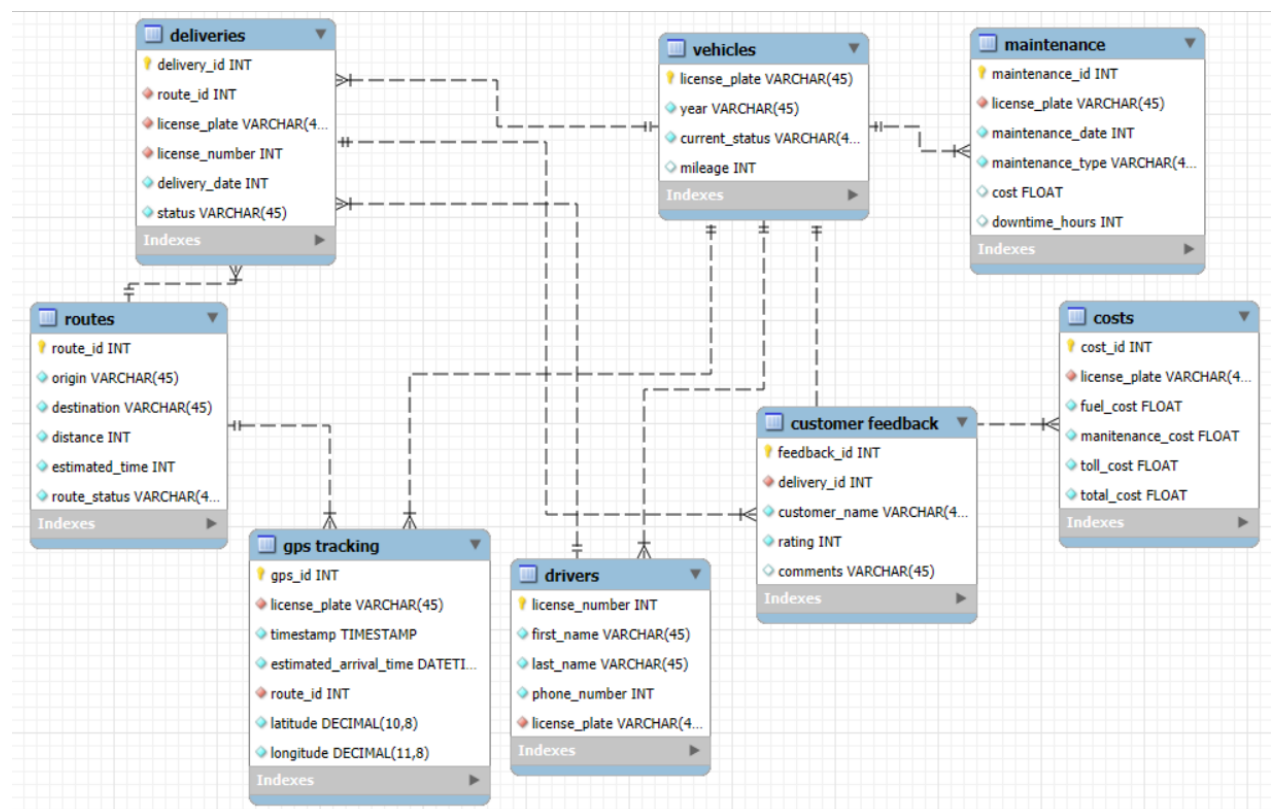 deliveries
delivery_id INT
route_id INT
license_plate VARCHAR(4...
license_number INT
delivery_date INT
status VARCHAR(45)
Indexes
vehicles
license_plate VARCHAR(45)
year VARCHAR(45)
current_status VARCHAR(4...
mileage INT
Indexes
maintenance
maintenance_id INT
license_plate VARCHAR(45)
maintenance_date INT
maintenance_type VARCHAR(4...
cost FLOAT
downtime_hours INT
Indexes
routes
route_id INT
origin VARCHAR(45)
destination VARCHAR(45)
distance INT
estimated_time INT
route_status VARCHAR(4...
Indexes
costs
cost_id INT
license_plate VARCHAR(4...
fuel_cost FLOAT
manitenance_cost FLOAT
toll_cost FLOAT
total_cost FLOAT
Indexes
customer feedback
feedback_id INT
delivery_id INT
customer_name VARCHAR(4...
rating INT
comments VARCHAR(45)
Indexes
gps tracking
gps_id INT
license_plate VARCHAR(45)
timestamp TIMESTAMP
estimated_arrival_time DATETI...
route_id INT
latitude DECIMAL(10,8)
longitude DECIMAL(11,8)
Indexes
drivers
license_number INT
first_name VARCHAR(45)
last_name VARCHAR(45)
phone_number INT
license_plate VARCHAR(4...
Indexes